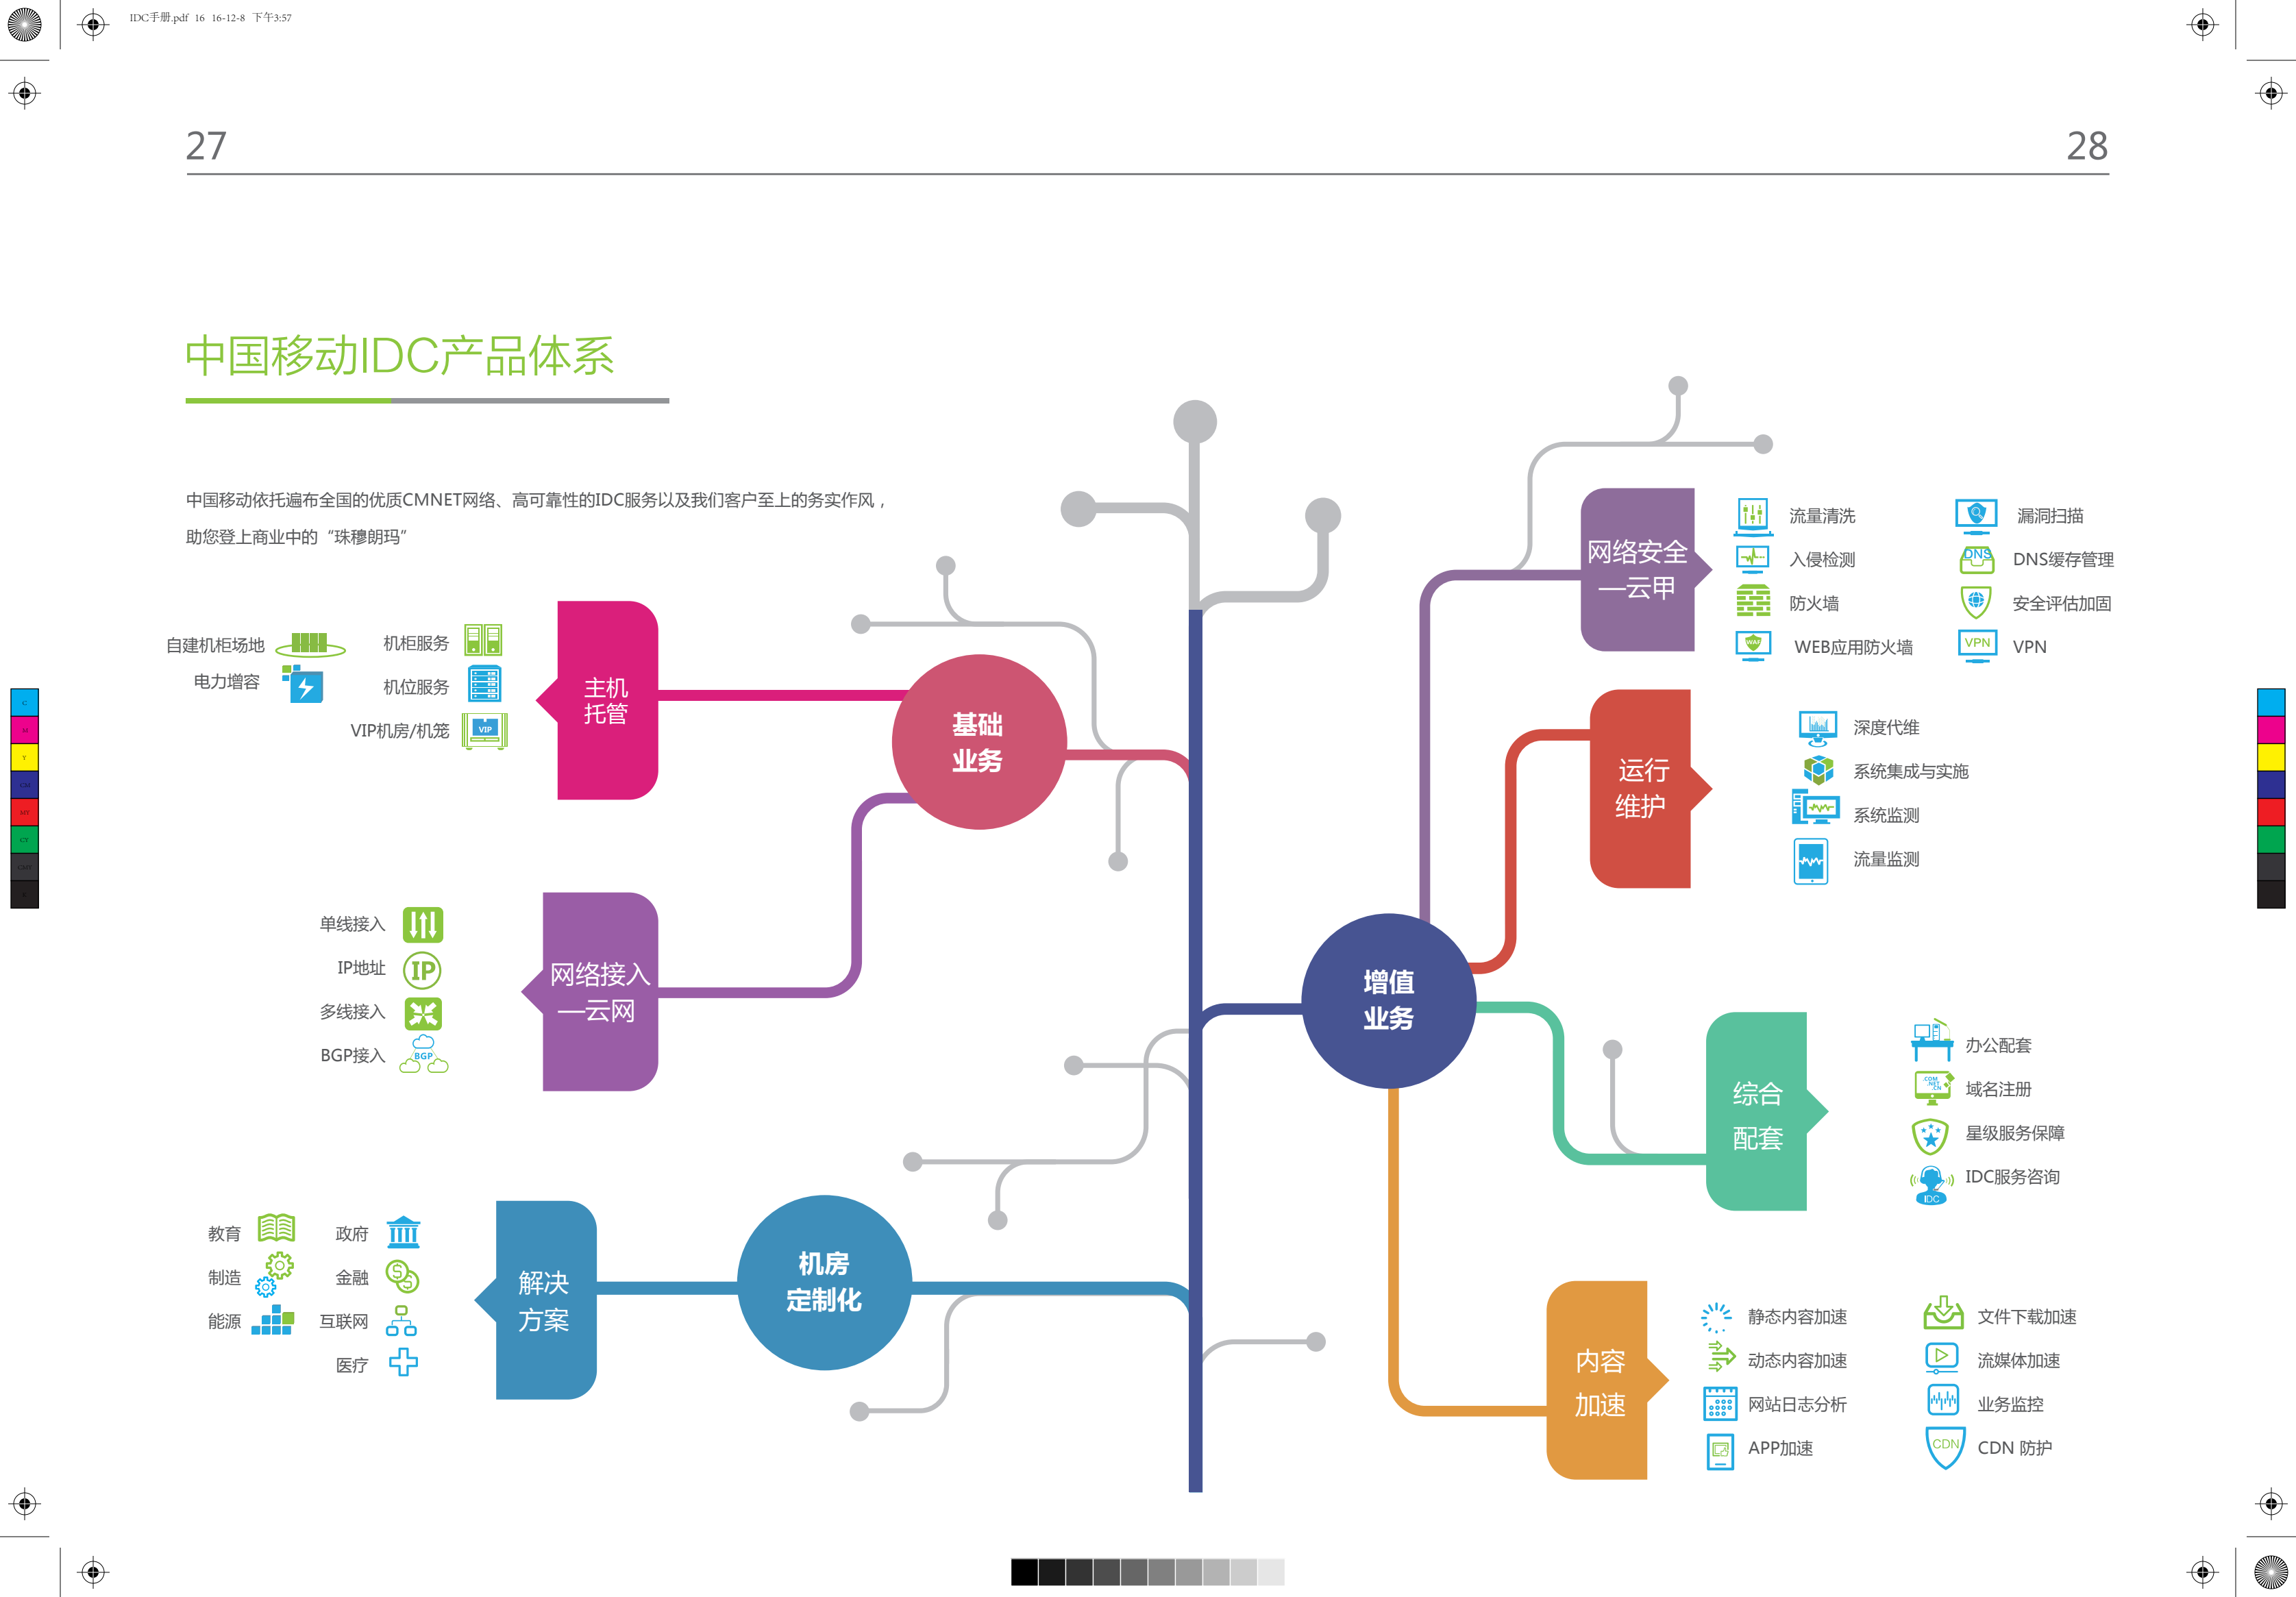 IDC手册.pdf 16 16-12-8 下午3:57
27
28
中国移动IDC产品体系
中国移动依托遍布全国的优质CMNET网络、高可靠性的IDC服务以及我们客户至上的务实作风，
助您登上商业中的“珠穆朗玛”
自建机柜场地
电力增容
机柜服务
机位服务
VIP机房/机笼
VIP
主机
托管
基础
业务
单线接入
IP地址
IP
多线接入
BGP接入
BGP
网络接入
—云网
教育
制造
能源
政府
金融
互联网
医疗
解决
方案
机房
定制化
增值
业务
网络安全
—云甲
流量清洗
入侵检测
防火墙
WAF
WEB应用防火墙
漏洞扫描
DNS
DNS缓存管理
安全评估加固
VPN
VPN
运行
维护
深度代维
系统集成与实施
系统监测
流量监测
综合
配套
办公配套
.COM
.NET
.CN
域名注册
星级服务保障
IDC
IDC服务咨询
内容
加速
静态内容加速
动态内容加速
网站日志分析
APP加速
文件下载加速
流媒体加速
业务监控
CDN
CDN 防护
C
M
Y
CM
MY
CY
CMY